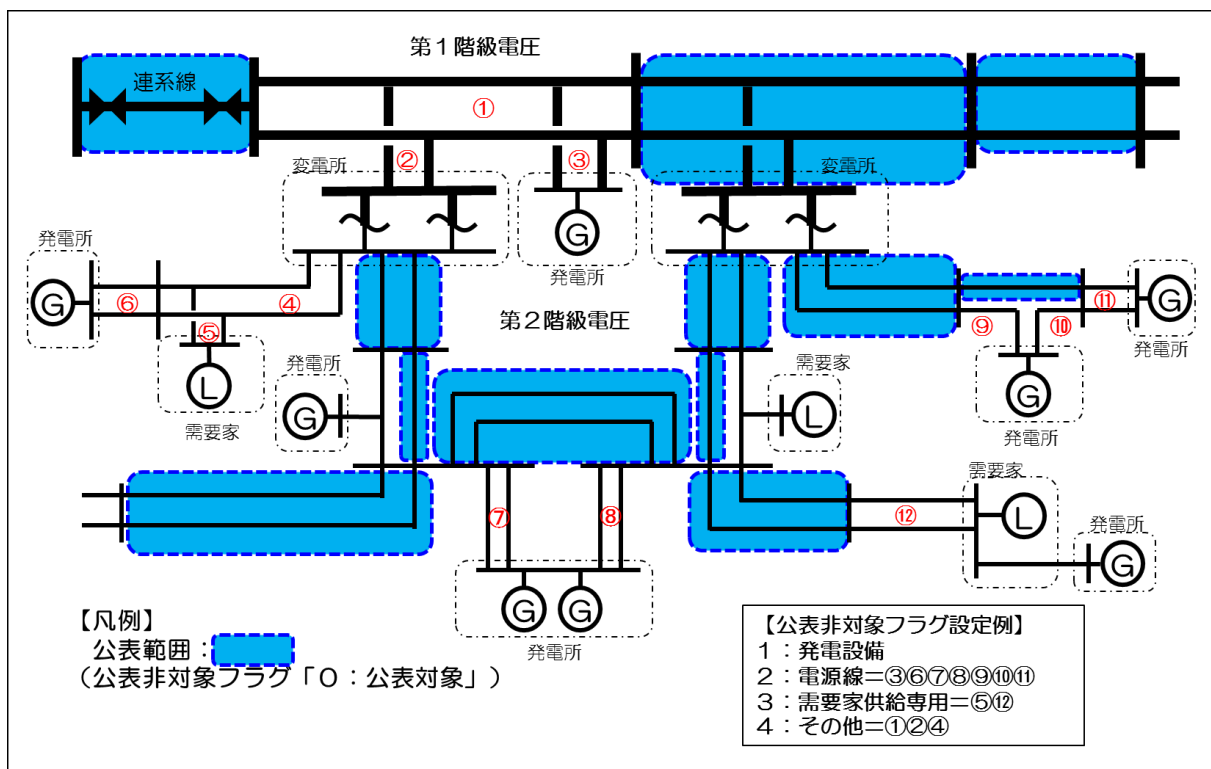 第１階級電圧
連系線
①
②
③
変電所
変電所
発電所
G
G
発電所
⑥
④
⑤
第２階級電圧
⑨
⑩
⑪
G
発電所
発電所
G
L
需要家
需要家
L
G
発電所
⑦
⑧
⑫
需要家
L
発電所
G
G
G
発電所
【凡例】
公表範囲：
（公表非対象フラグ「０：公表対象」）
【公表非対象フラグ設定例】
１：発電設備
２：電源線＝③⑥⑦⑧⑨⑩⑪
３：需要家供給専用＝⑤⑫
４：その他＝①②④